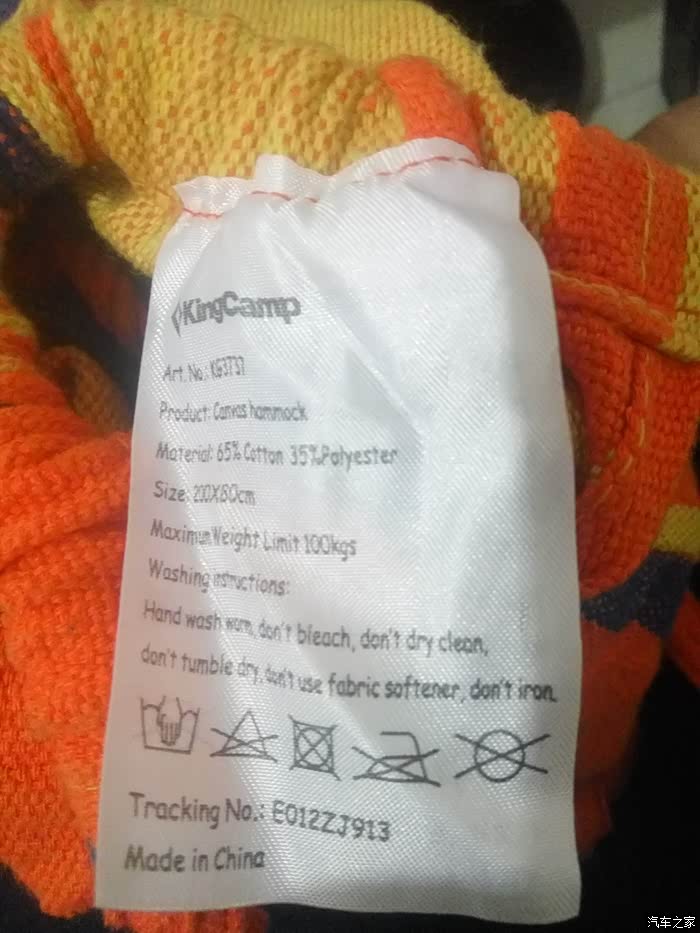 KingCamp
Art. No.: KG3737
Product: Canvas hammock
Material: 65% Cotton 35%Polyester
Size: 200X80cm
Maximum Weight Limit 100kgs
Washing instructions:
Hand wash warm, don't bleach, don't dry clean,
don't tumble dry, don't use fabric softener, don't iron.
Tracking No.: E012ZJ913
Made in China
汽车之家